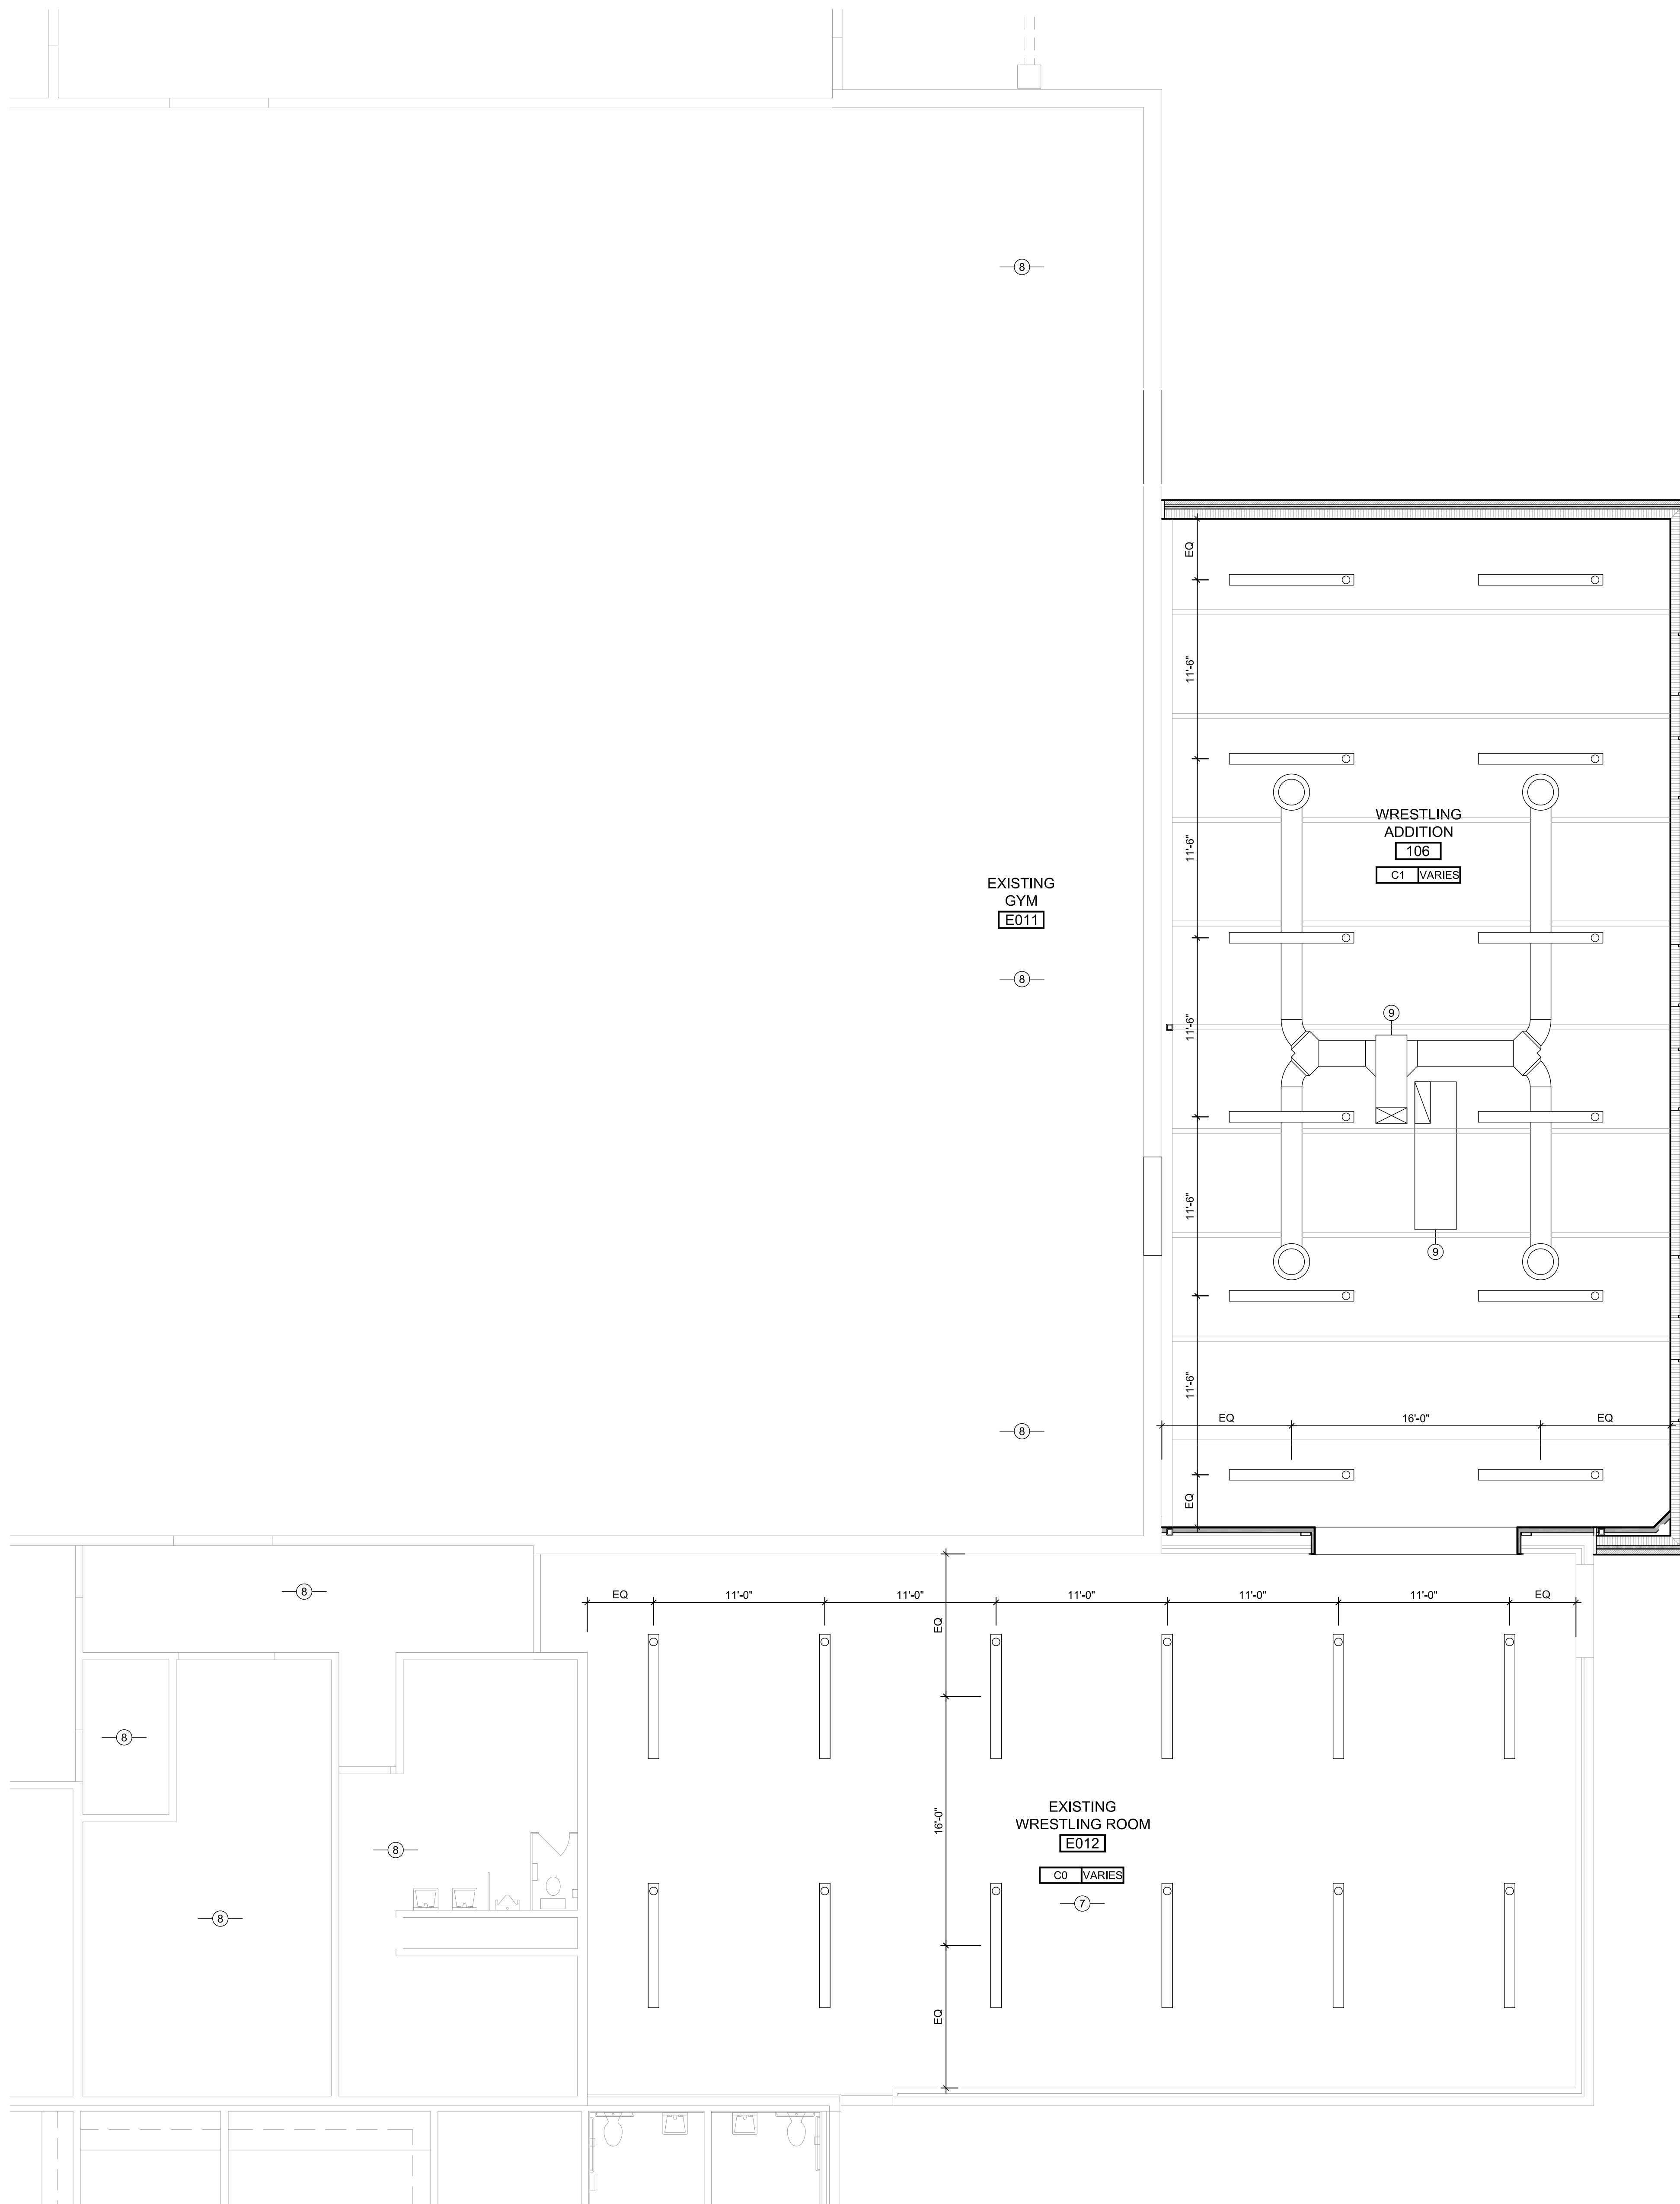 8
EQ
11'-6"
WRESTLING
ADDITION
106
C1 VARIES
11'-6"
EXISTING
GYM
E011
8
9
11'-6"
11'-6"
9
11'-6"
EQ
16'-0"
EQ
8
EQ
8
EQ
11'-0"
11'-0"
11'-0"
11'-0"
11'-0"
EQ
EQ
8
16'-0"
EXISTING
WRESTLING ROOM
E012
C0 VARIES
7
8
8
EQ